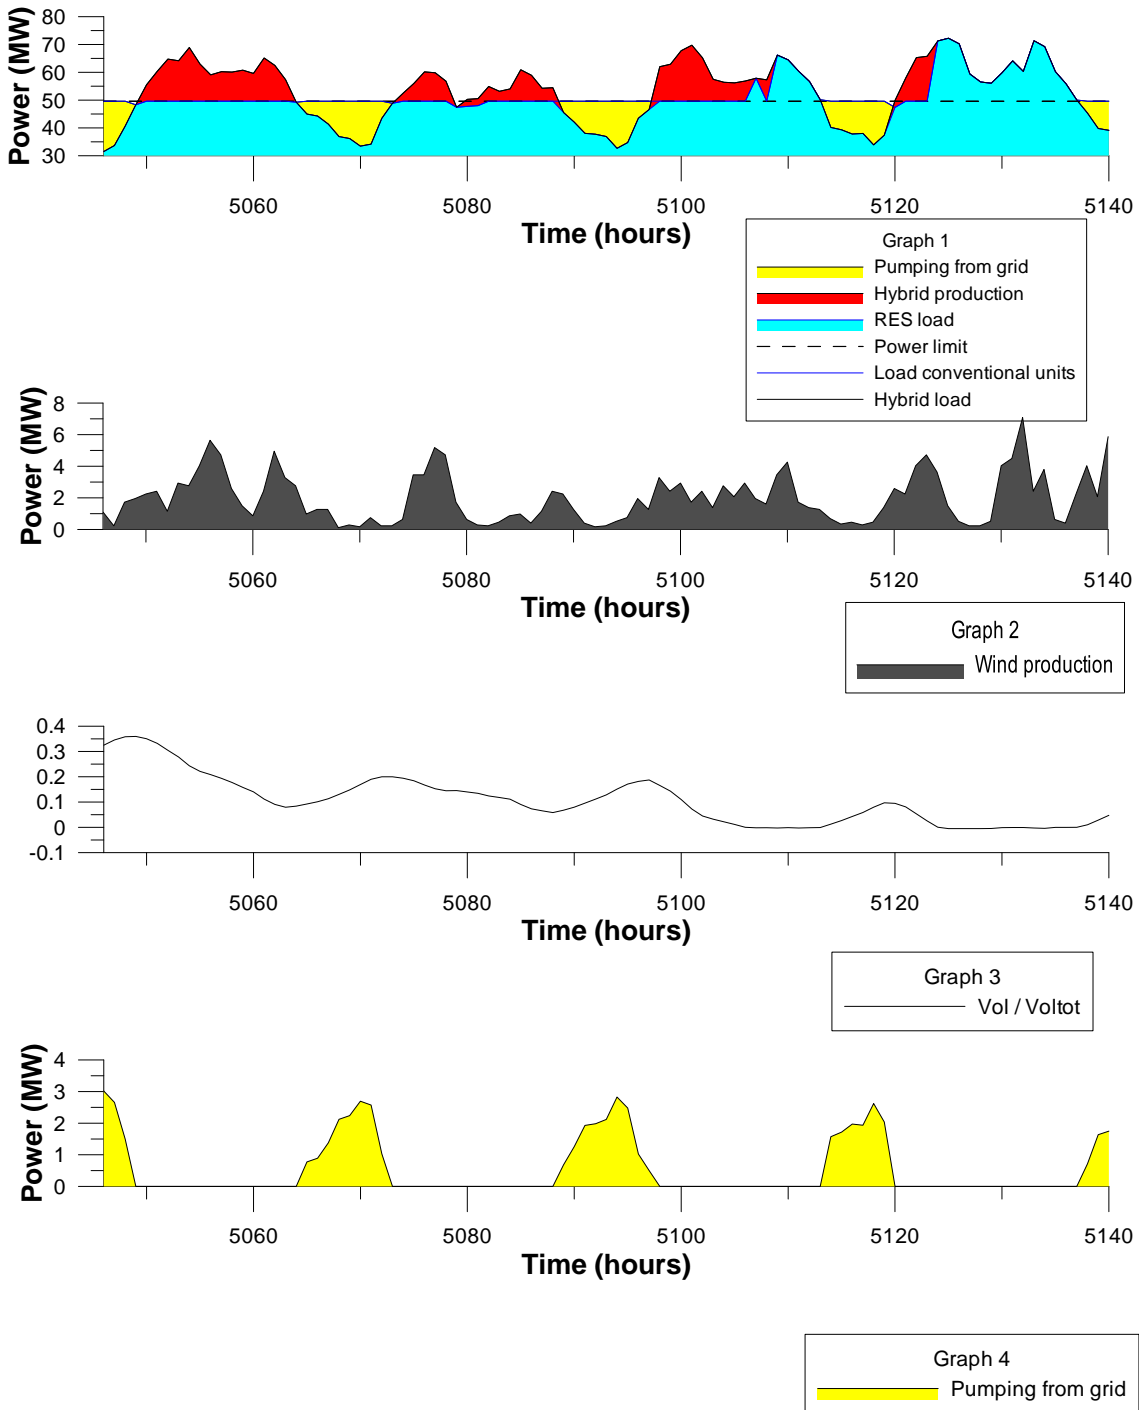 80
70
60
50
40
30
Power (MW)
5060 5080 5100 5120 5140
Time (hours)
Graph 1
Pumping from grid
Hybrid production
RES load
Power limit
Load conventional units
Hybrid load
8
6
4
2
0
Power (MW)
5060 5080 5100 5120 5140
Time (hours)
Graph 2
Wind production
0.4
0.3
0.2
0.1
0
-0.1
5060 5080 5100 5120 5140
Time (hours)
Graph 3
Vol / Voltot
4
3
2
1
0
Power (MW)
5060 5080 5100 5120 5140
Time (hours)
Graph 4
Pumping from grid